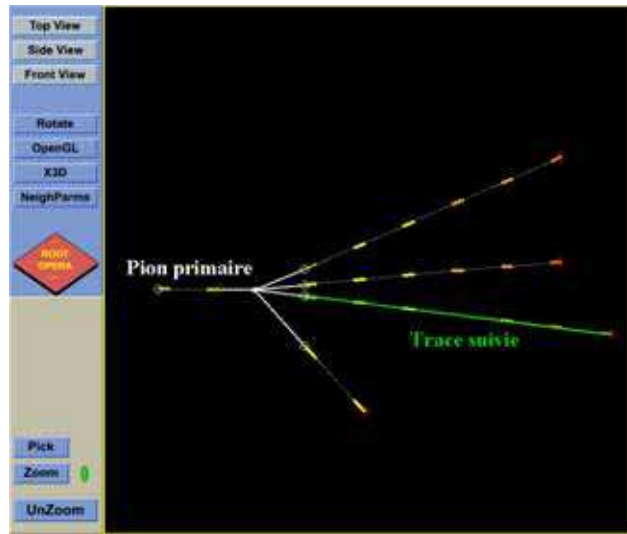 Top View
Side View
Front View
Rotate
OpenGL
X3D
NeighParms
ROOT
OPERA
Pion primaire
Trace suivie
Pick
Zoom
UnZoom